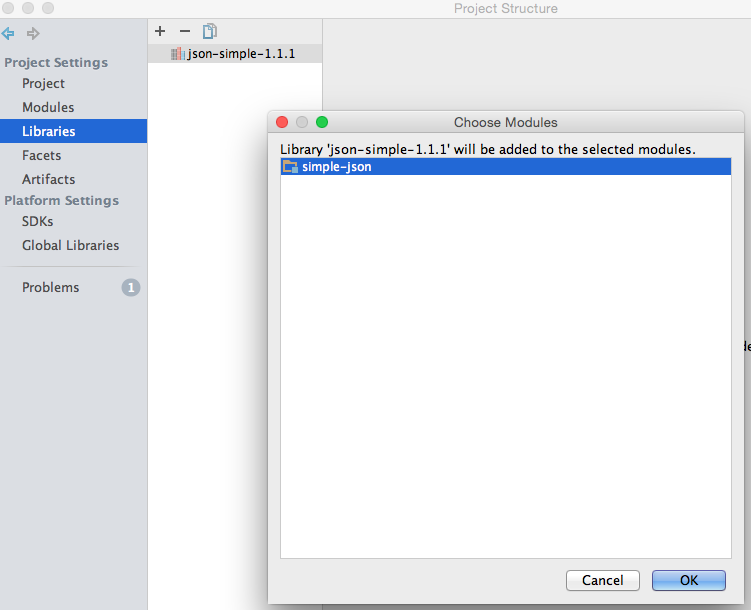 Project Structure
Project Settings
Project
Modules
Libraries
Facets
Artifacts
Platform Settings
SDKs
Global Libraries
Problems 1
json-simple-1.1.1
Choose Modules
Library 'json-simple-1.1.1' will be added to the selected modules.
simple-json
Cancel OK